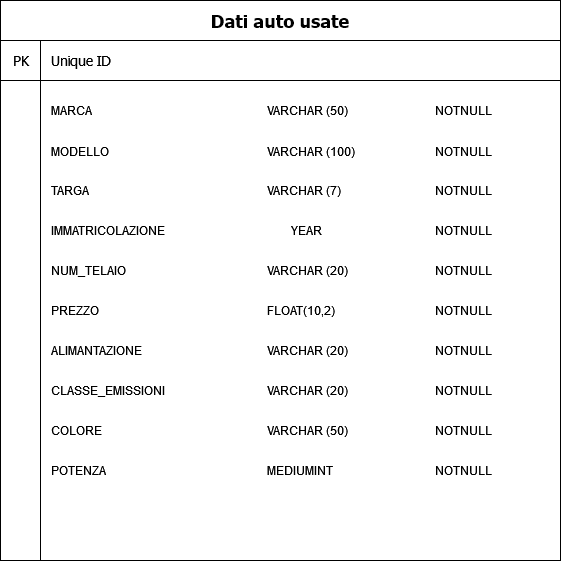 Dati auto usate
PK Unique ID
MARCA VARCHAR (50) NOTNULL
MODELLO VARCHAR (100) NOTNULL
TARGA VARCHAR (7) NOTNULL
IMMATRICOLAZIONE YEAR NOTNULL
NUM_TELAIO VARCHAR (20) NOTNULL
PREZZO FLOAT(10,2) NOTNULL
ALIMANTAZIONE VARCHAR (20) NOTNULL
CLASSE_EMISSIONI VARCHAR (20) NOTNULL
COLORE VARCHAR (50) NOTNULL
POTENZA MEDIUMINT NOTNULL